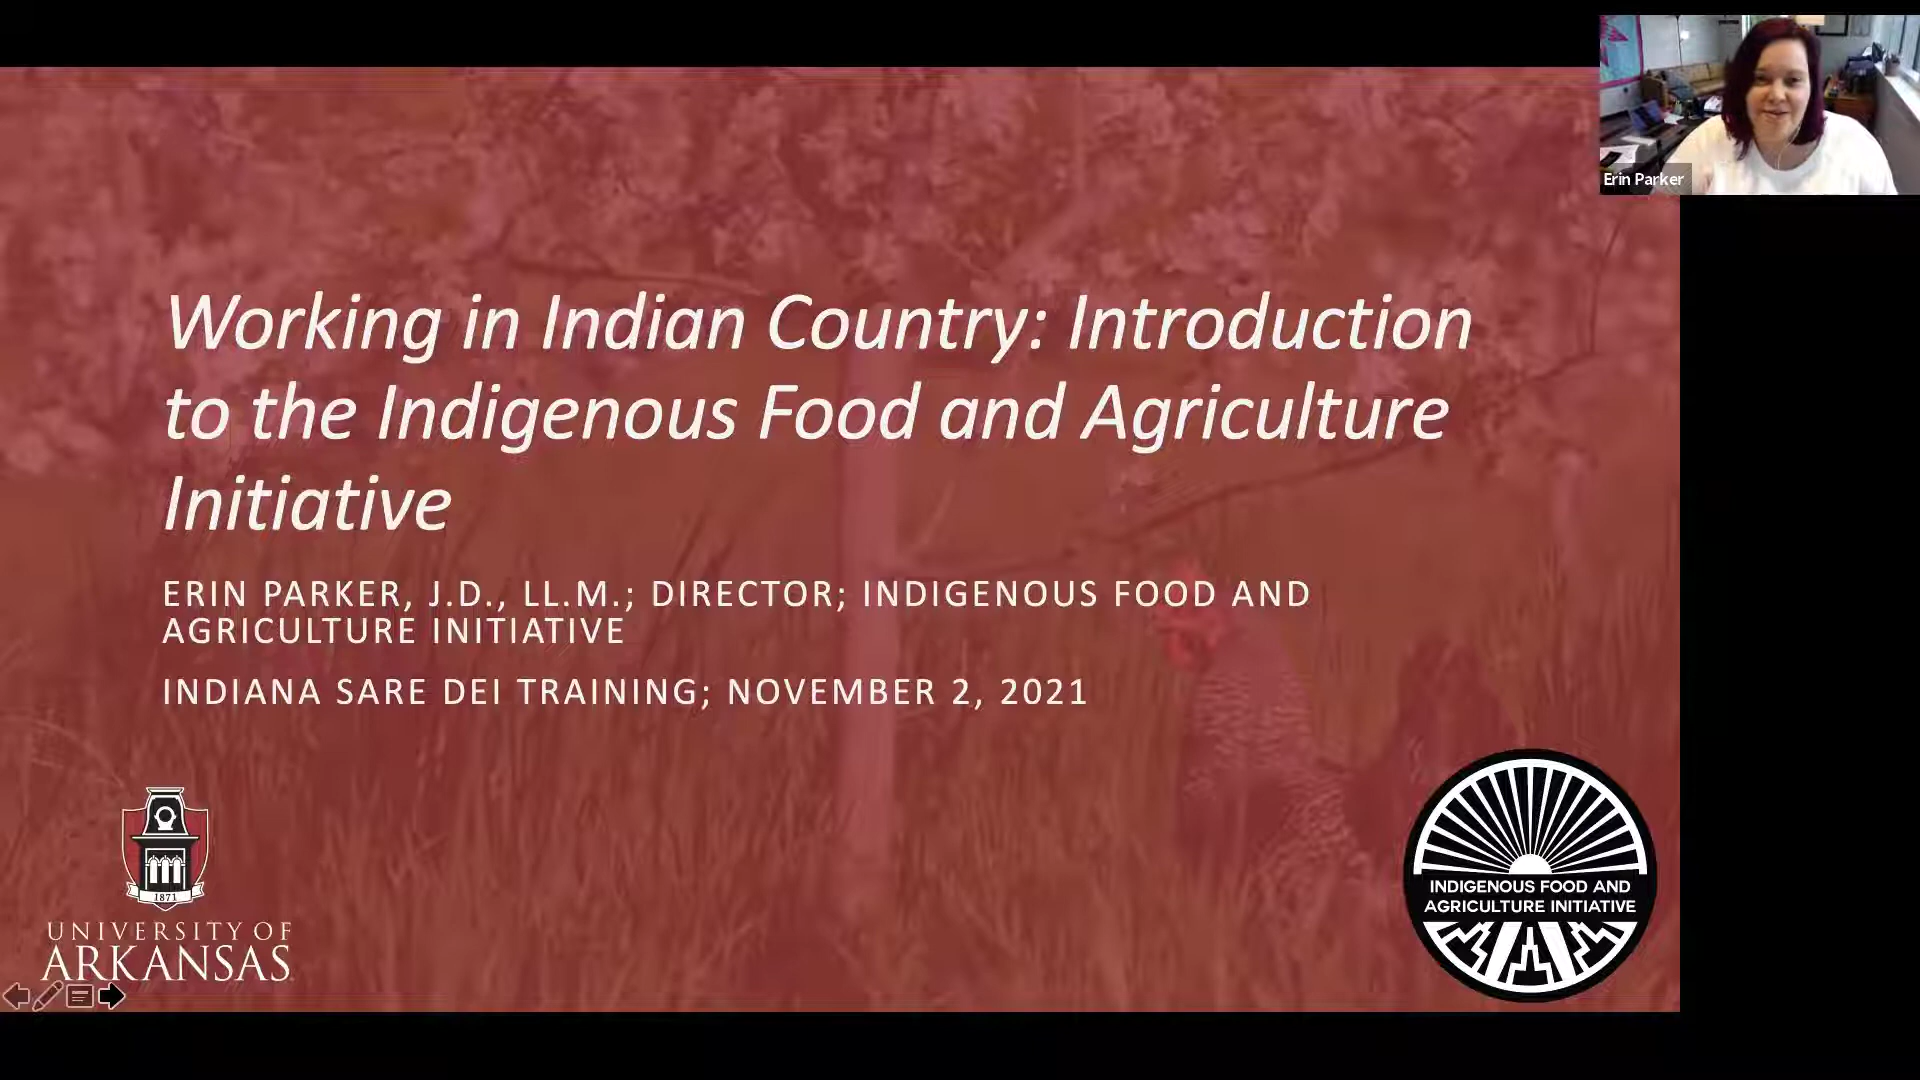 Erin Parker
Working in Indian Country: Introduction
to the Indigenous Food and Agriculture
Initiative
ERIN PARKER, J.D., LL.M.; DIRECTOR; INDIGENOUS FOOD AND
AGRICULTURE INITIATIVE
INDIANA SARE DEI TRAINING; NOVEMBER 2, 2021
1871
UNIVERSITY OF
ARKANSAS
INDIGENOUS FOOD AND
AGRICULTURE INITIATIVE